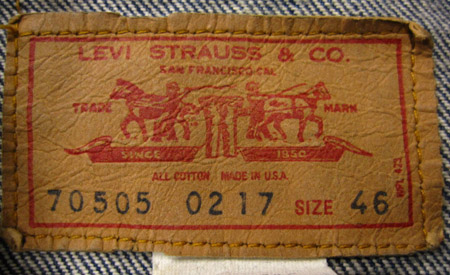 LEVI STRAUSS & CO.
SAN FRANCISCO-CAL
TRADE MARK
SINCE 1850
ALL COTTON MADE IN U.S.A.
70505 0217 SIZE 46